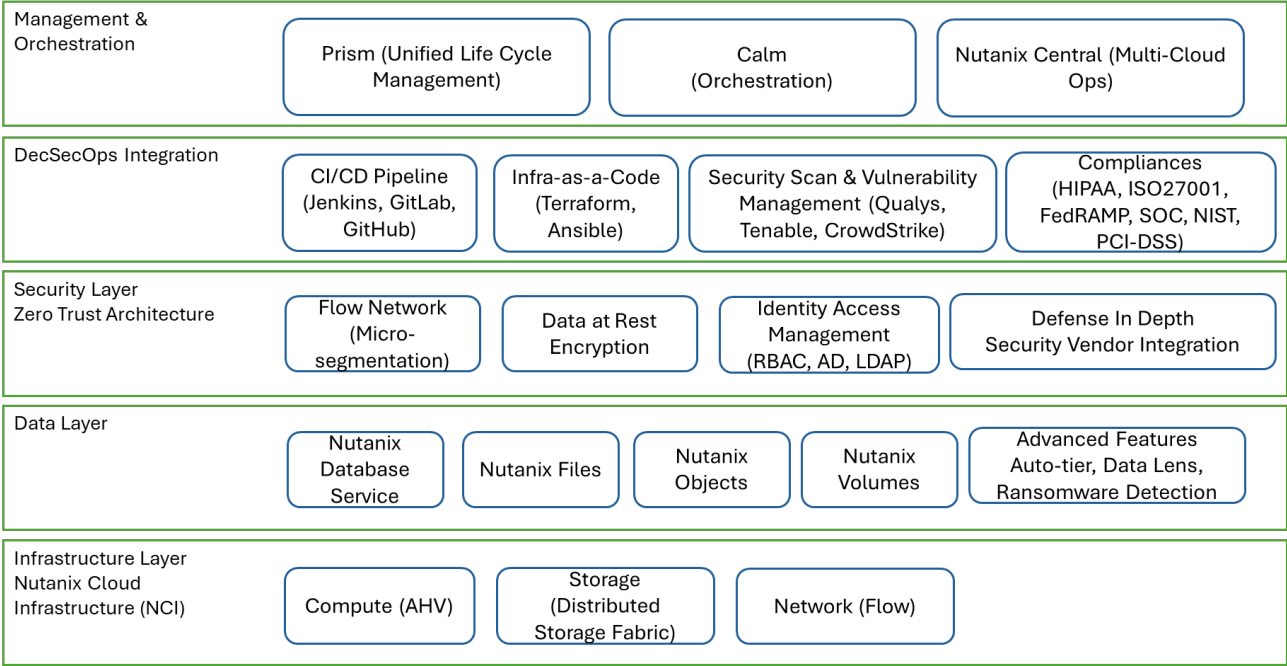 Management &
Orchestration
Prism (Unified Life Cycle
Management)
Calm
(Orchestration)
Nutanix Central (Multi-Cloud
Ops)
DecSecOps Integration
CI/CD Pipeline
(Jenkins, GitLab,
GitHub)
Infra-as-a-Code
(Terraform,
Ansible)
Security Scan & Vulnerability
Management (Qualys,
Tenable, CrowdStrike)
Compliances
(HIPAA, ISO27001,
FedRAMP, SOC, NIST,
PCI-DSS)
Security Layer
Zero Trust Architecture
Flow Network
(Micro-
segmentation)
Data at Rest
Encryption
Identity Access
Management
(RBAC, AD, LDAP)
Defense In Depth
Security Vendor Integration
Data Layer
Nutanix
Database
Service
Nutanix Files
Nutanix
Objects
Nutanix
Volumes
Advanced Features
Auto-tier, Data Lens,
Ransomware Detection
Infrastructure Layer
Nutanix Cloud
Infrastructure (NCI)
Compute (AHV)
Storage
(Distributed
Storage Fabric)
Network (Flow)